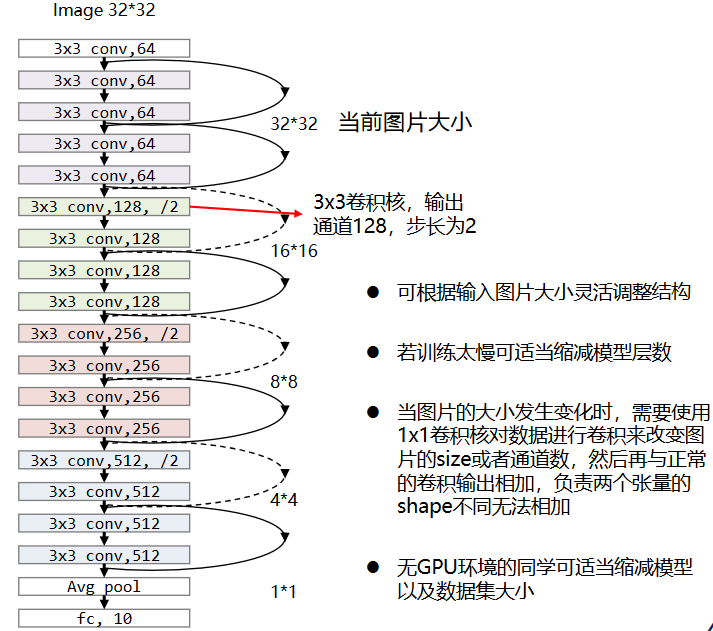 Image 32*32
3x3 conv,64
3x3 conv,64
3x3 conv,64
3x3 conv,64
3x3 conv,64
3x3 conv,128, /2
3x3 conv,128
3x3 conv,128
3x3 conv,128
3x3 conv,256, /2
3x3 conv,256
3x3 conv,256
3x3 conv,256
3x3 conv,512, /2
3x3 conv,512
3x3 conv,512
3x3 conv,512
Avg pool
fc, 10
32*32
16*16
8*8
4*4
1*1
当前图片大小
3x3卷积核，输出
通道128，步长为2
● 可根据输入图片大小灵活调整结构
● 若训练太慢可适当缩减模型层数
● 当图片的大小发生变化时，需要使用
1x1卷积核对数据进行卷积来改变图
片的size或者通道数，然后再与正常
的卷积输出相加，负责两个张量的
shape不同无法相加
● 无GPU环境的同学可适当缩减模型
以及数据集大小